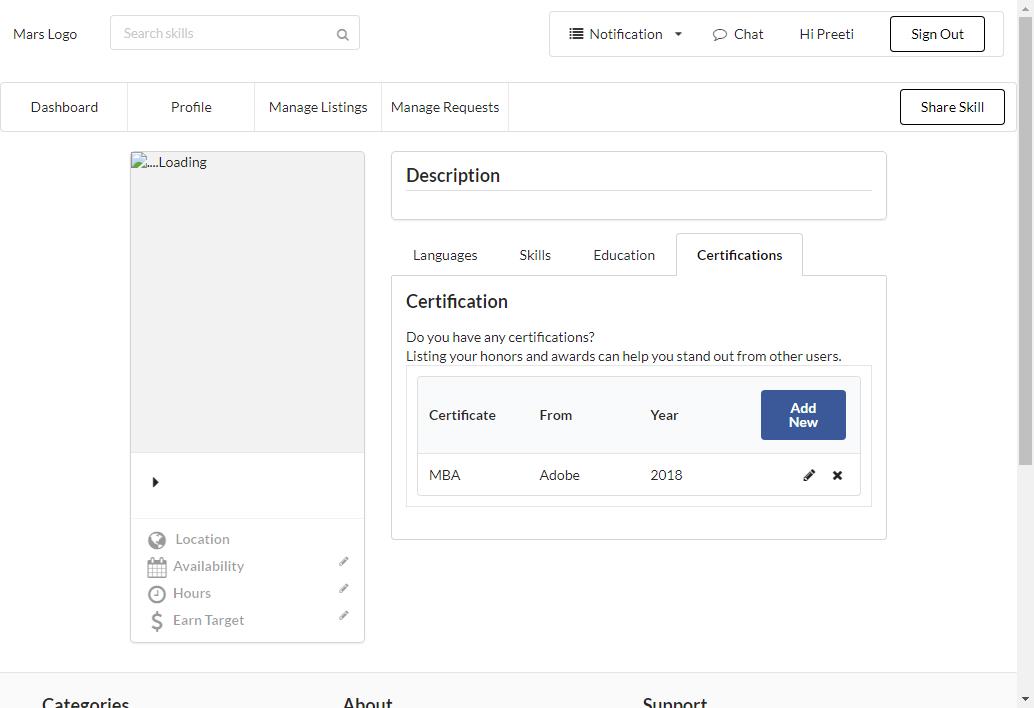 Mars Logo
Search skills
Notification
Chat
Hi Preeti
Sign Out
Dashboard
Profile
Manage Listings
Manage Requests
Share Skill
....Loading
Location
Availability
Hours
Earn Target
Description
Languages
Skills
Education
Certifications
Certification
Do you have any certifications?
Listing your honors and awards can help you stand out from other users.
Certificate
From
Year
Add
New
MBA
Adobe
2018
Categories
About
Support